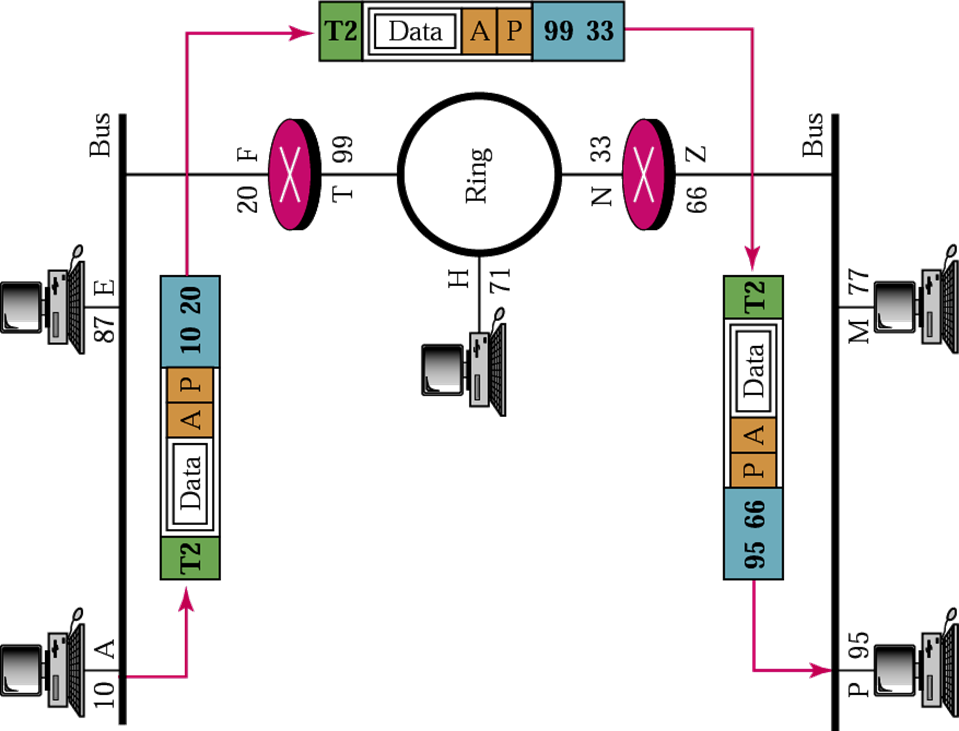 T2 Data A P 99 33
Bus
F
20
99
T
Ring
33
N
Z
66
Bus
E
87
10 20
P
A
Data
T2
H
71
T2
Data
A
P
95 66
77
M
A
10
95
P